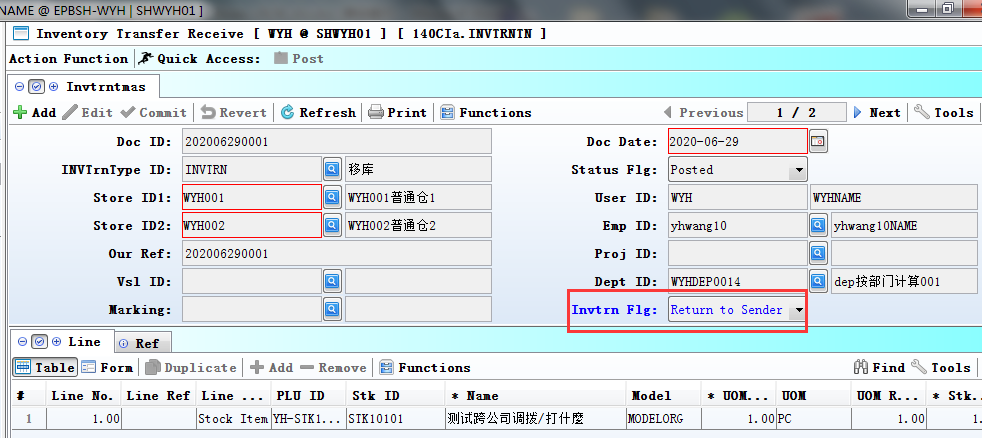 NAME @ EPBSH-WYH | SHWYH01 ]
Inventory Transfer Receive [ WYH @ SHWYH01 ] [ 140CIa.INVTRNTN ]
Action Function Quick Access: Post
Invtrntmas
Add Edit Commit Revert Refresh Print Functions Previous 1 / 2 Next Tools
Doc ID: 202006290001 Doc Date: 2020-06-29
INVTrnType ID: INVIRN 移库 Status Flg: Posted
Store ID1: WYH001 WYH001普通仓1 User ID: WYH WYHNAME
Store ID2: WYH002 WYH002普通仓2 Emp ID: yhwang10 yhwang10NAME
Our Ref: 202006290001 Proj ID:
Vsl ID: Dept ID: WYHDEP0014 dep按部门计算001
Marking: Invtrn Flg: Return to Sender
Line Ref
Table Form Duplicate Add Remove Functions Find Tools
# Line No. Line Ref Line ... PLU ID Stk ID * Name Model * UOM... UOM UOM R... * Stk...
1 1.00 Stock Item YH-SIK1... SIK10101 测试跨公司调拨/打什麼 MODELORG 1.00 PC 1.00 1.00